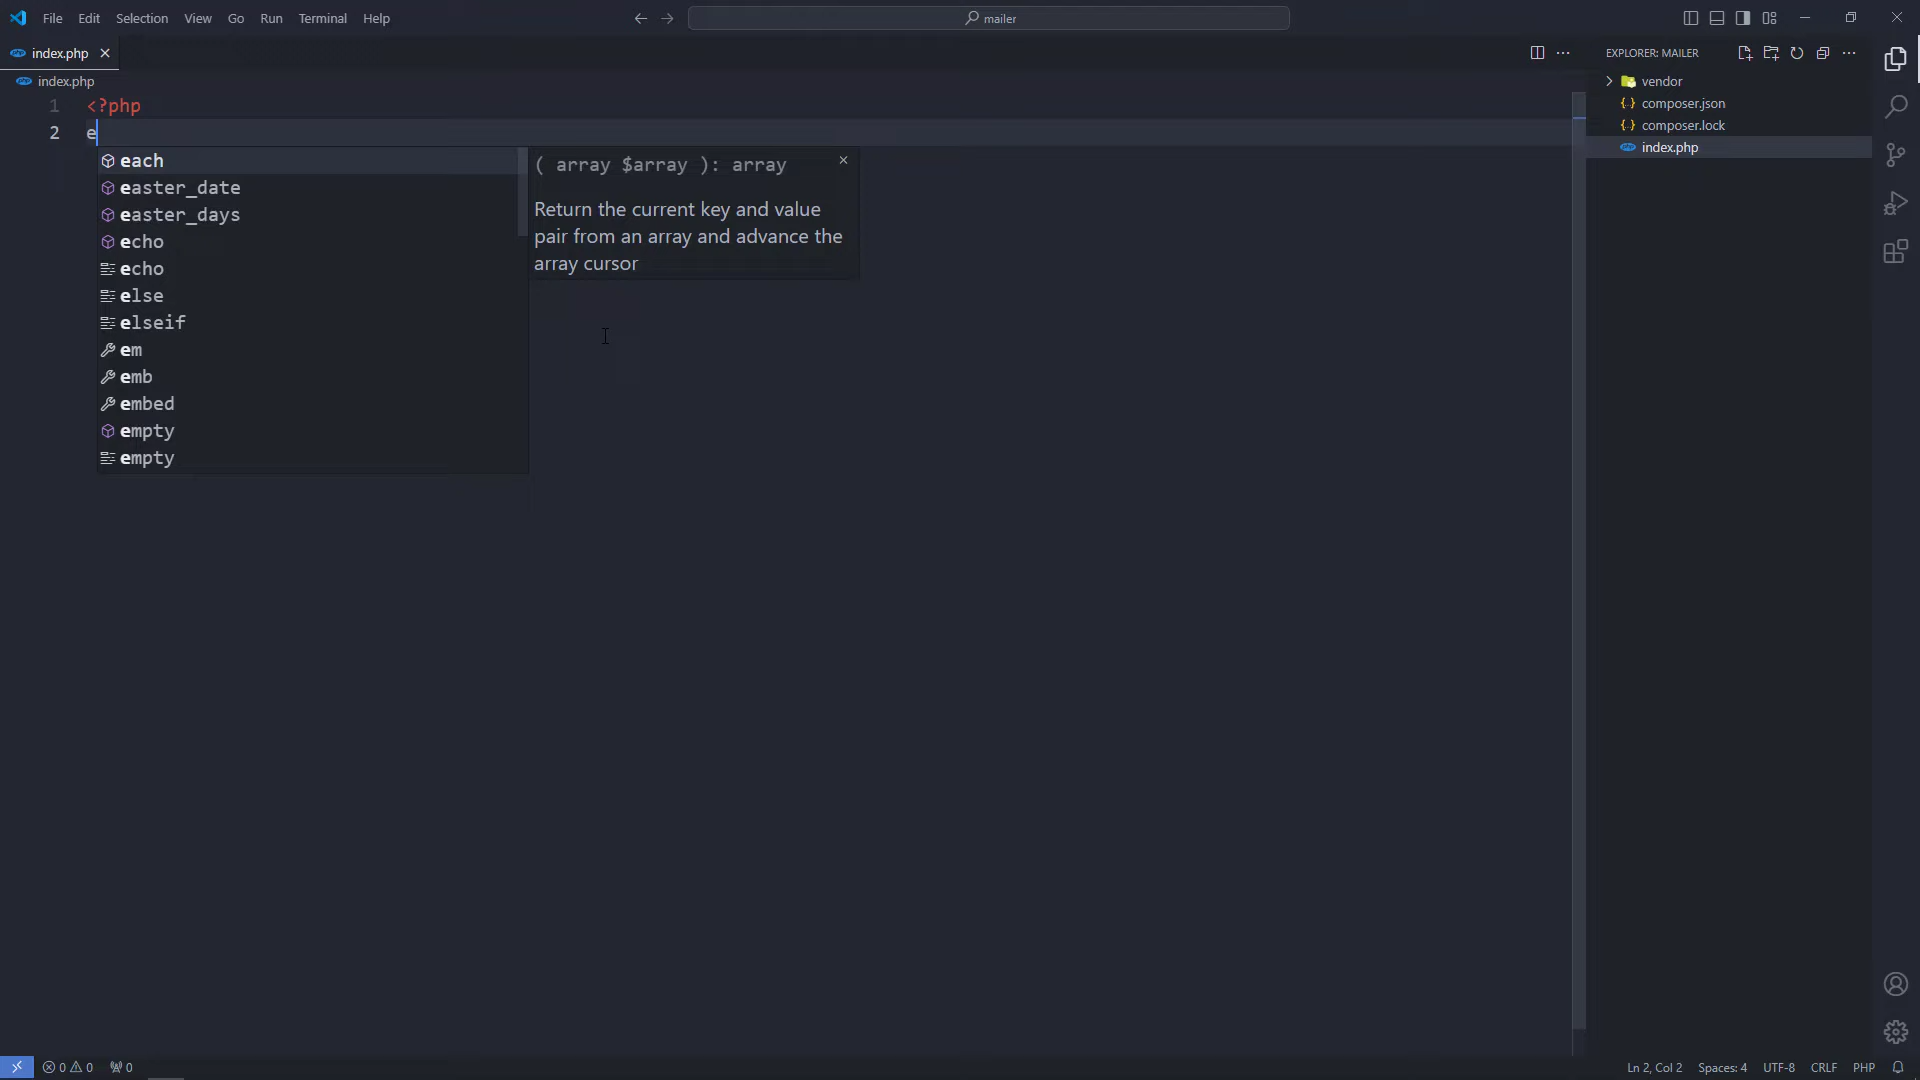 File Edit Selection View Go Run Terminal Help
mailer
index.php
EXPLORER: MAILER
index.php
1 <?php
2 e
each
easter_date
easter_days
echo
echo
else
elseif
em
emb
embed
empty
empty
( array $array ): array
Return the current key and value
pair from an array and advance the
array cursor
vendor
composer.json
composer.lock
index.php
0 0 0
Ln 2, Col 2 Spaces: 4 UTF-8 CRLF PHP